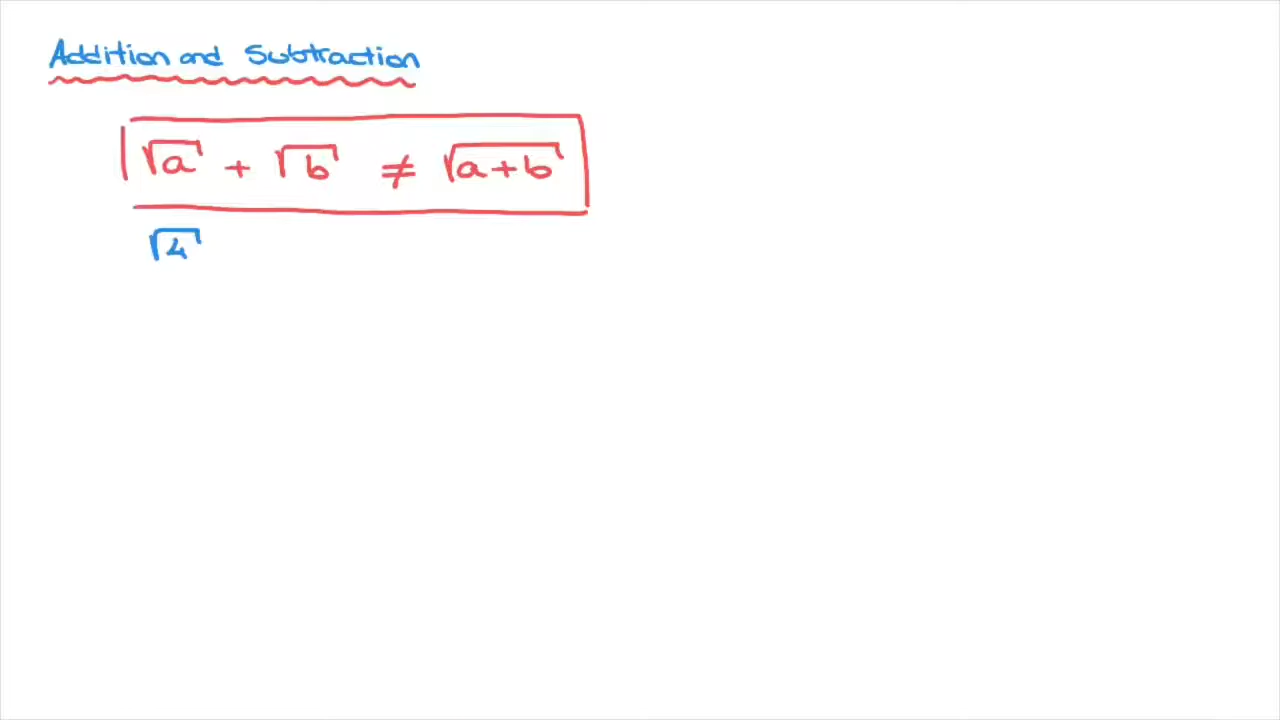 Addition and Subtraction
√a + √b ≠ √a+b
√4